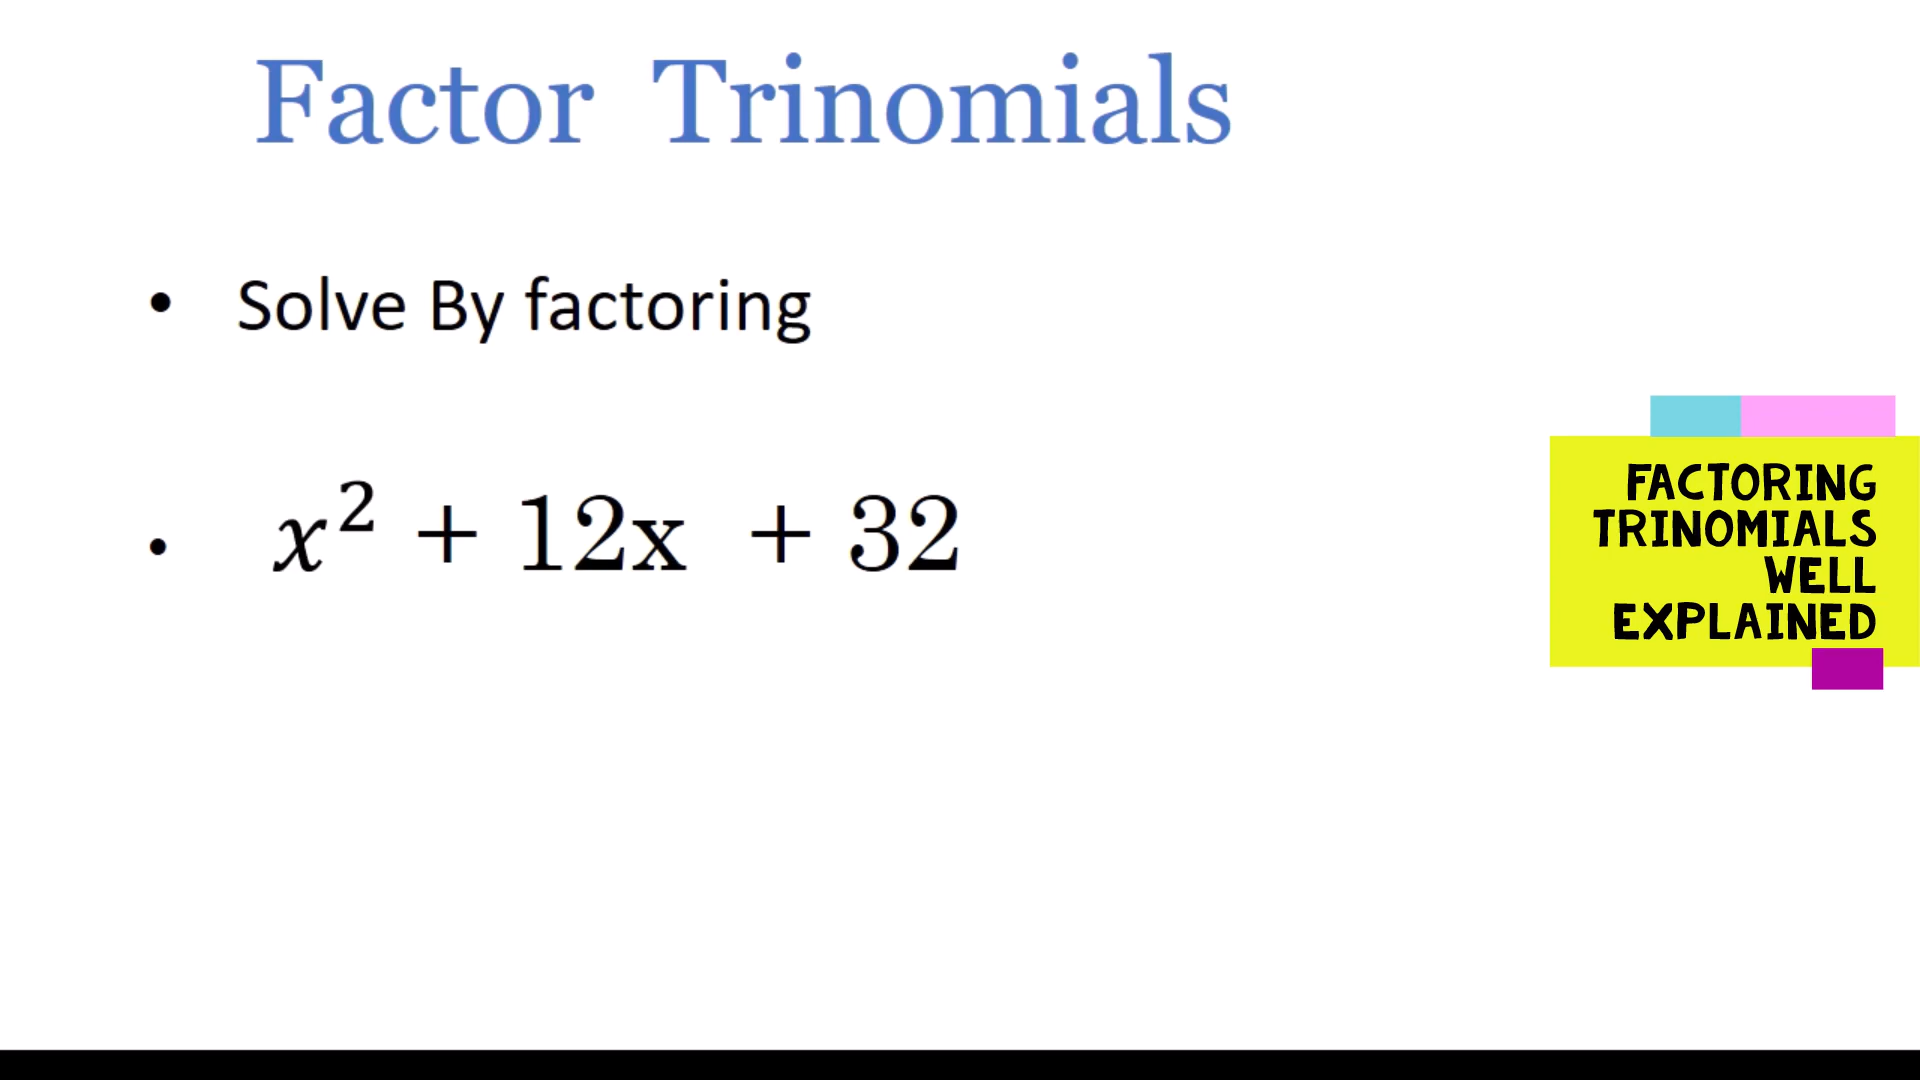 Factor Trinomials
• Solve By factoring
• x² + 12x + 32
FACTORING
TRINOMIALS
WELL
EXPLAINED